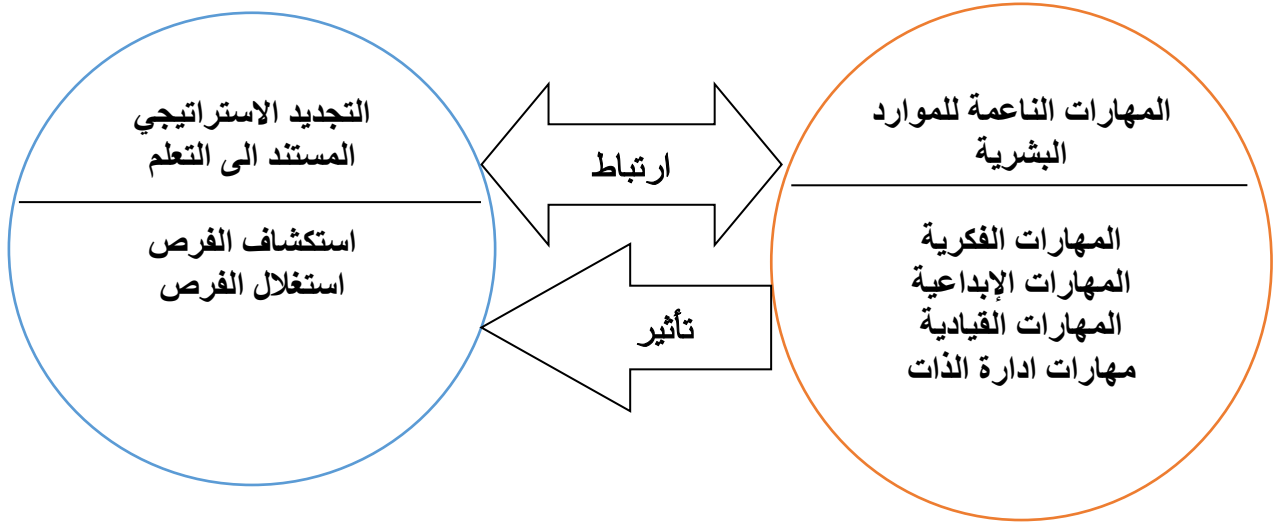 المهارات الناعمة للموارد
البشرية
المهارات الفكرية
المهارات الإبداعية
المهارات القيادية
مهارات ادارة الذات
ارتباط
تأثير
التجديد الاستراتيجي
المستند الى التعلم
استكشاف الفرص
استغلال الفرص